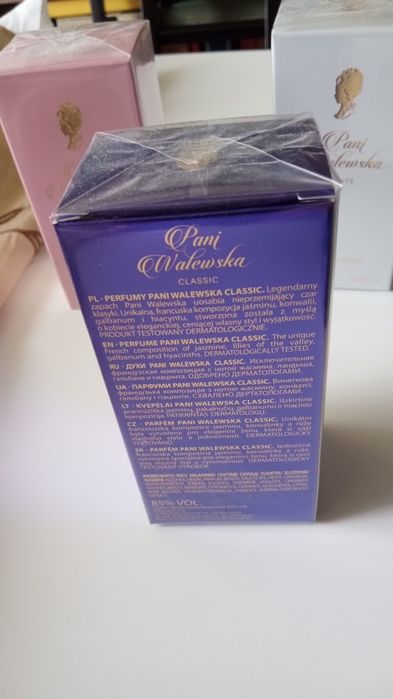 Pani
Walewska
CLASSIC
PL - PERFUMY PANI WALEWSKA CLASSIC. Legendarny
zapach Pani Walewska uosabia nieprzemijający czar
klasyki. Unikalna, francuska kompozycja jaśminu, konwalii,
galbanum i hiacyntu, stworzona została z myślą
o kobiecie eleganckiej, ceniącej własny styl i wyjątkowość.
PRODUKT TESTOWANY DERMATOLOGICZNIE.
EN - PERFUME PANI WALEWSKA CLASSIC. The unique
French composition of jasmine, lilies of the valley,
galbanum and hyacinths. DERMATOLOGICALLY TESTED.
RU - ДУХИ PANI WALEWSKA CLASSIC. Исключительная
французская композиция с нотой жасмина, ландыша,
гальбана и гиацинта. ОДОБРЕНО ДЕРМАТОЛОГАМИ.
UA - ПАРФУМИ PANI WALEWSKA CLASSIC. Виняткова
французька композиція з нотою жасмину, конвалії,
гальбану і гіацинту. СХВАЛЕНО ДЕРМАТОЛОГАМИ.
LT - KVEPALAI PANI WALEWSKA CLASSIC. Išskirtinė
prancūziška jazminų, pakalnučių, galbanumo ir hiacinto
kompozicija. PATIKRINTAS DERMATOLOGŲ.
CZ - PARFÉM PANI WALEWSKA CLASSIC. Unikátní
francouzská kompozice jasmínu, konvalinky a růže
byla vytvořena pro elegantní ženu, která si váží
vlastního stylu a jedinečnosti. DERMATOLOGICKY
TESTOVÁNO
SK - PARFÉM PANI WALEWSKA CLASSIC. Jedinečná
francúzska kompozícia jazmínu, konvalinky a ruže
vytvorená špeciálne pre elegantnú ženu, ktorá si cení
svoj vlastný štýl a výnimočnosť. DERMATOLOGICKY
TESTOVANÝ VÝROBOK
85% VOL.
Pani
Walewska